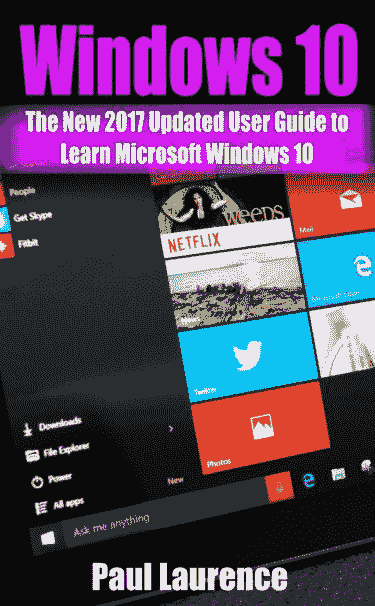 Windows 10
The New 2017 Updated User Guide to
Learn Microsoft Windows 10
People
Get Skype
Fitbit
weeps
Mail
NETFLIX
Twitter
Photos
Downloads
File Explorer
Power
New
All apps
Ask me anything
Paul Laurence